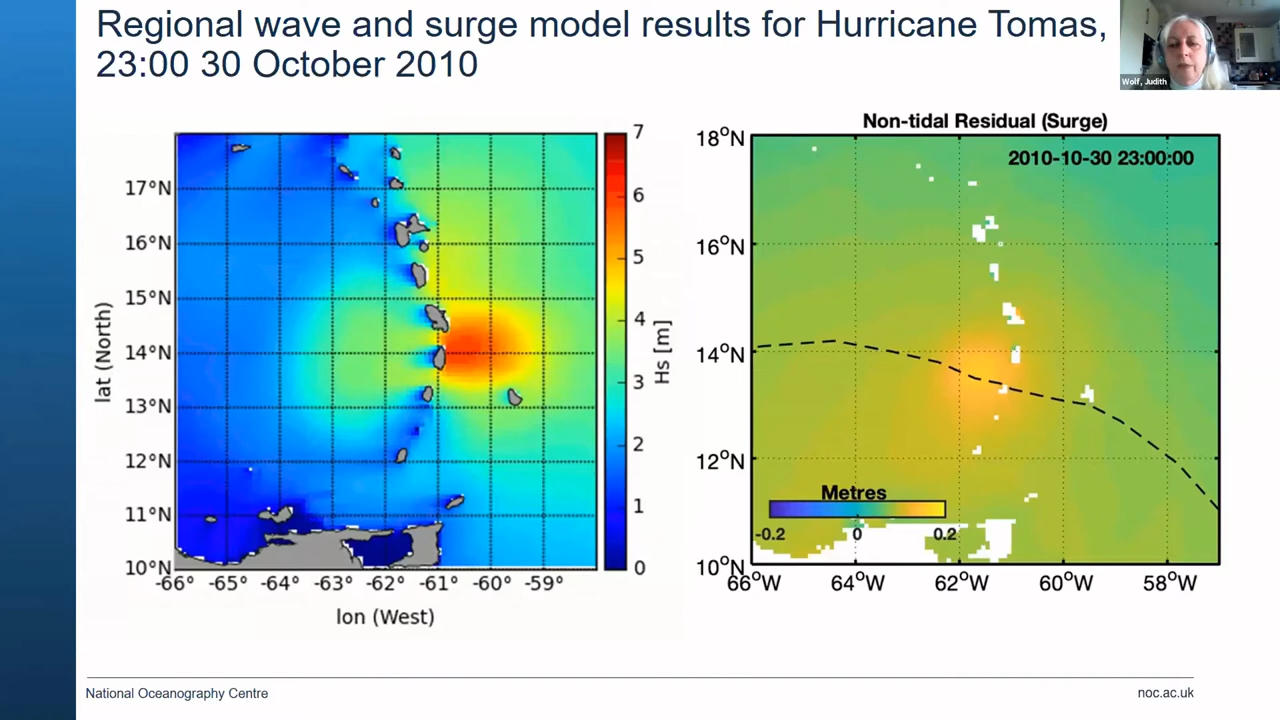 Regional wave and surge model results for Hurricane Tomas,
23:00 30 October 2010
Wolf, Judith
17°N
16°N
15°N
14°N
13°N
12°N
11°N
10°N
lat (North)
-66° -65° -64° -63° -62° -61° -60° -59°
lon (West)
7
6
5
4
3
2
1
0
Hs [m]
Non-tidal Residual (Surge)
2010-10-30 23:00:00
18°N
16°N
14°N
12°N
10°N
Metres
-0.2 0 0.2
66°W 64°W 62°W 60°W 58°W
National Oceanography Centre
noc.ac.uk